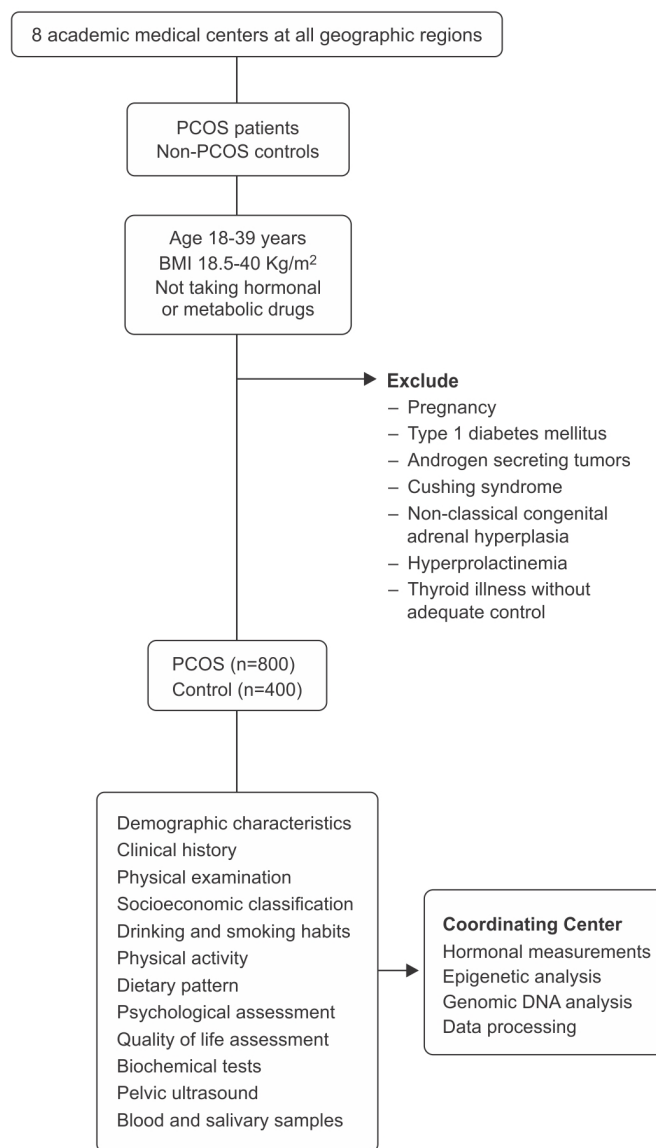 8 academic medical centers at all geographic regions
PCOS patients
Non-PCOS controls
Age 18-39 years
BMI 18.5-40 Kg/m²
Not taking hormonal
or metabolic drugs
Exclude
– Pregnancy
– Type 1 diabetes mellitus
– Androgen secreting tumors
– Cushing syndrome
– Non-classical congenital
adrenal hyperplasia
– Hyperprolactinemia
– Thyroid illness without
adequate control
PCOS (n=800)
Control (n=400)
Demographic characteristics
Clinical history
Physical examination
Socioeconomic classification
Drinking and smoking habits
Physical activity
Dietary pattern
Psychological assessment
Quality of life assessment
Biochemical tests
Pelvic ultrasound
Blood and salivary samples
Coordinating Center
Hormonal measurements
Epigenetic analysis
Genomic DNA analysis
Data processing